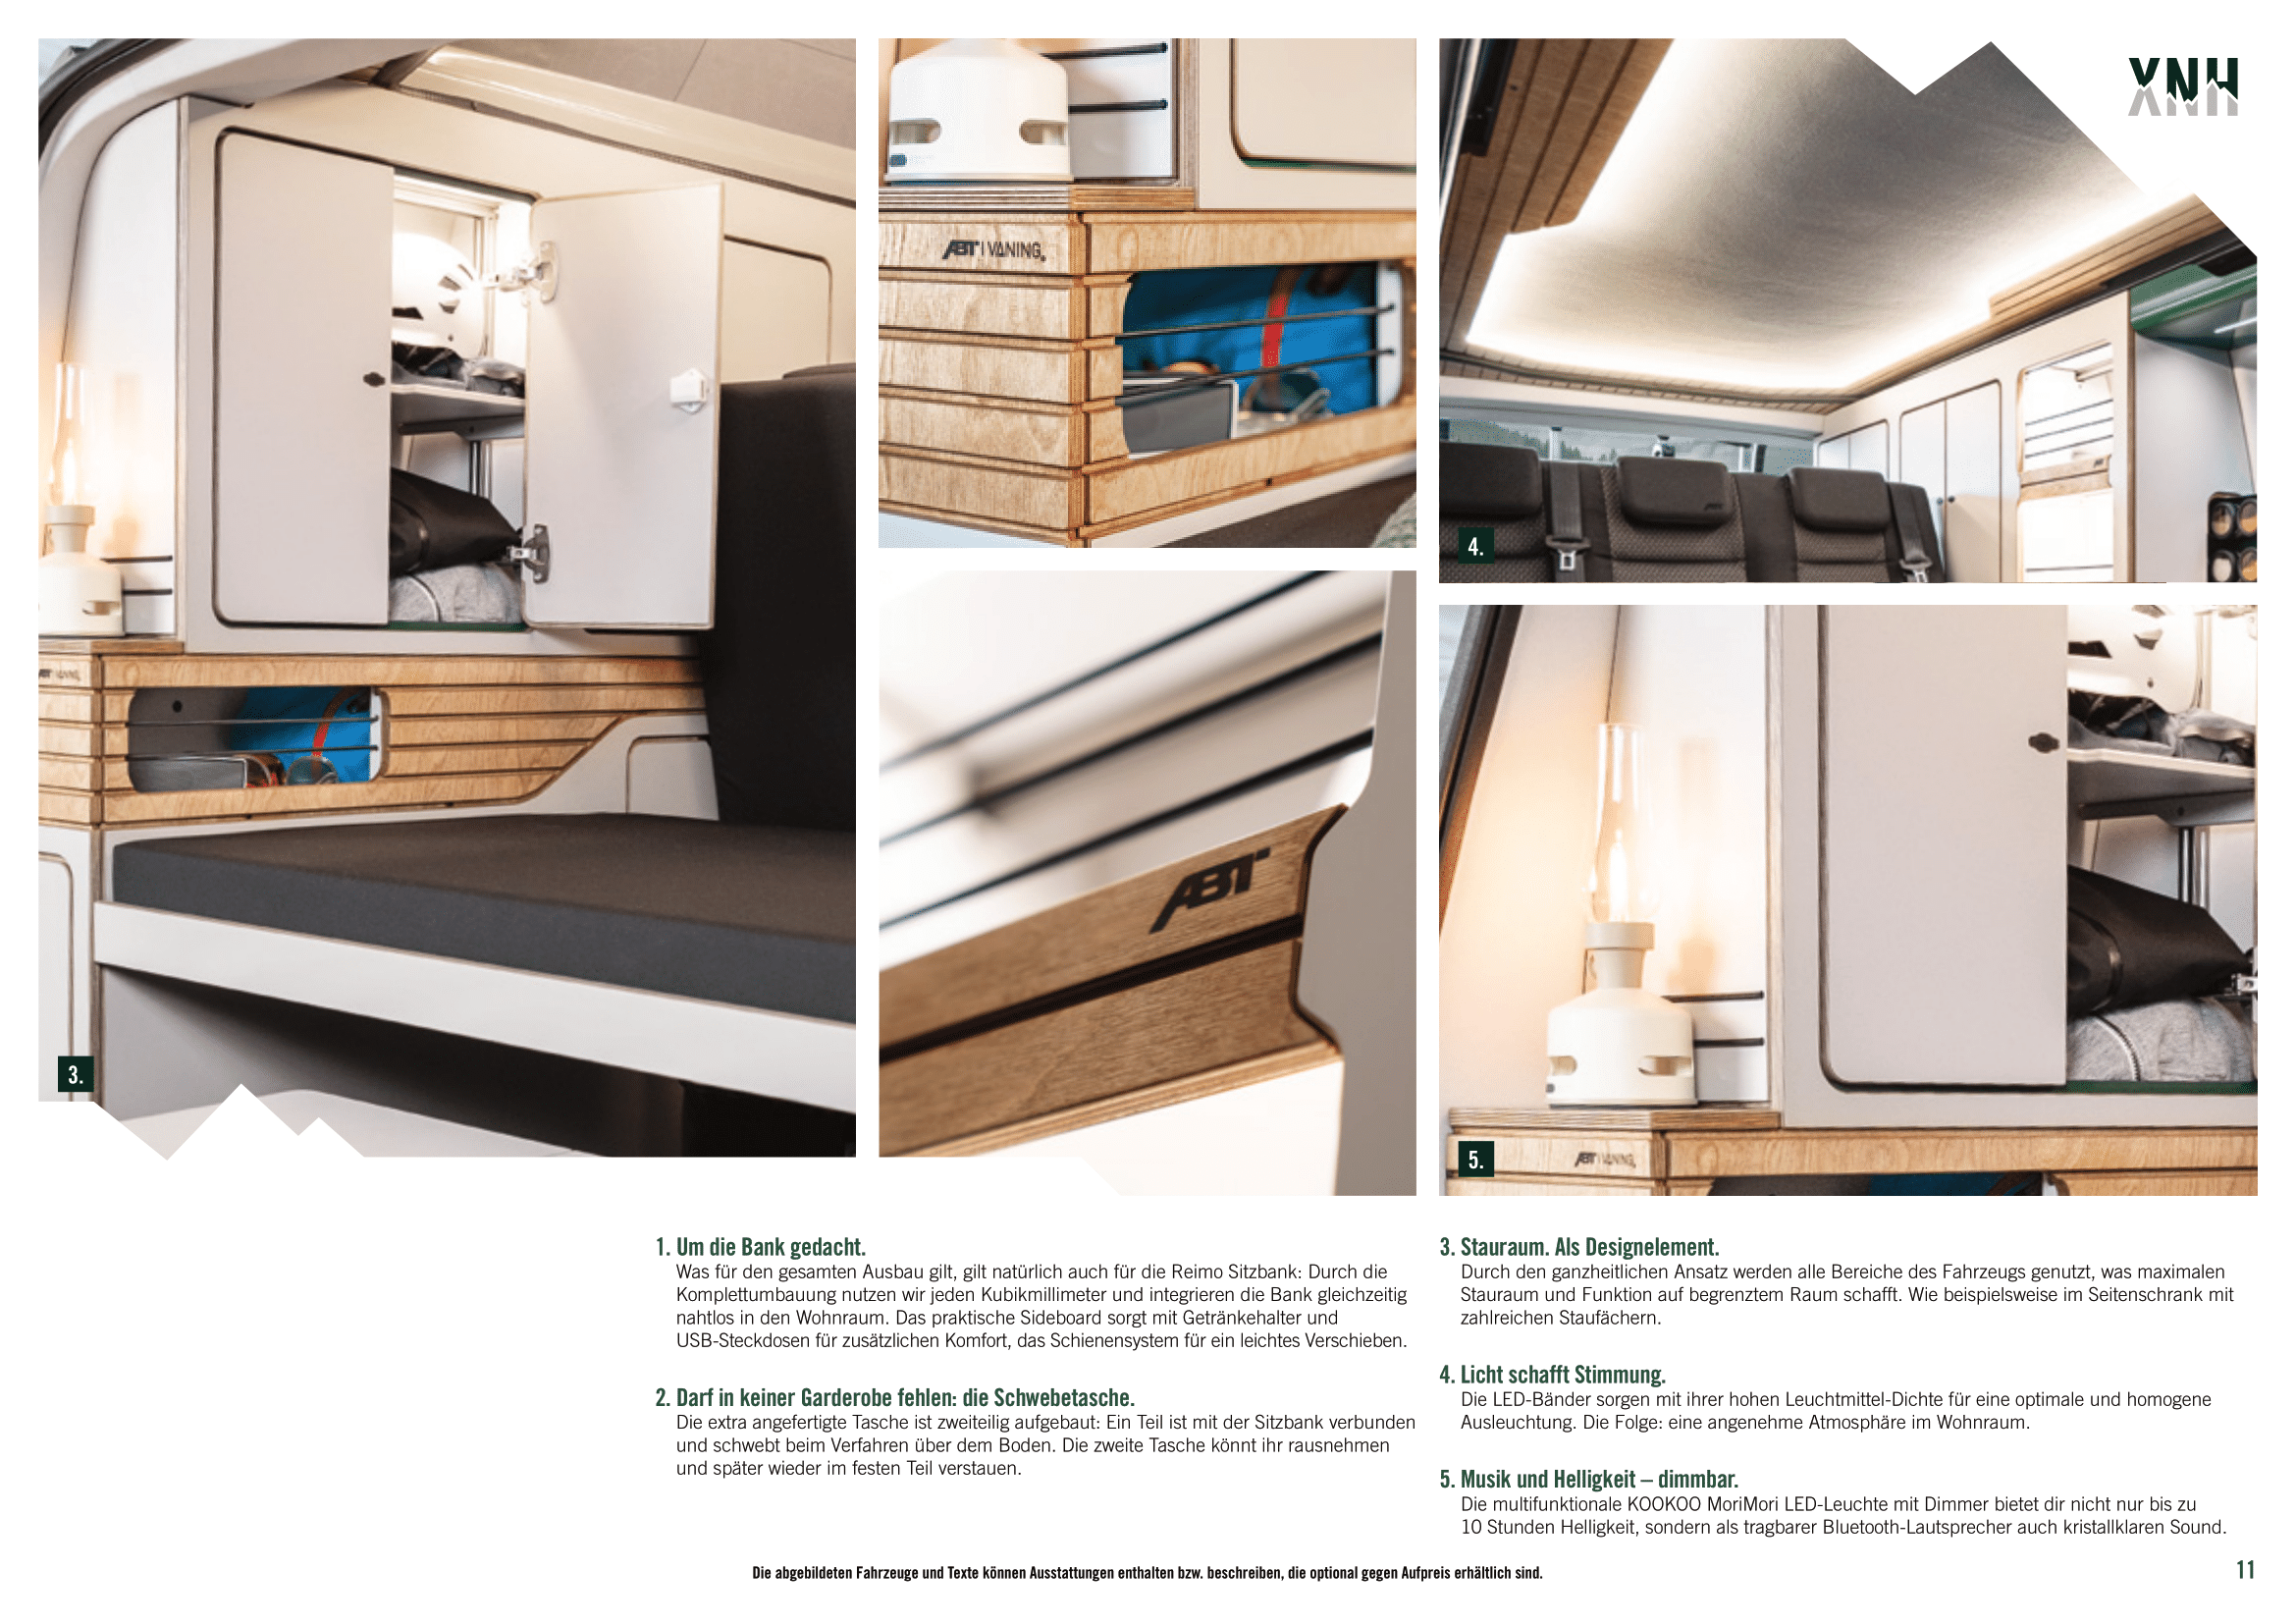 XNH
ABT | VANING
ABT
ABT | VANING
3.
4.
5.
1. Um die Bank gedacht.
Was für den gesamten Ausbau gilt, gilt natürlich auch für die Reimo Sitzbank: Durch die
Komplettumbauung nutzen wir jeden Kubikmillimeter und integrieren die Bank gleichzeitig
nahtlos in den Wohnraum. Das praktische Sideboard sorgt mit Getränkehalter und
USB-Steckdosen für zusätzlichen Komfort, das Schienensystem für ein leichtes Verschieben.
2. Darf in keiner Garderobe fehlen: die Schwebetasche.
Die extra angefertigte Tasche ist zweiteilig aufgebaut: Ein Teil ist mit der Sitzbank verbunden
und schwebt beim Verfahren über dem Boden. Die zweite Tasche könnt ihr rausnehmen
und später wieder im festen Teil verstauen.
3. Stauraum. Als Designelement.
Durch den ganzheitlichen Ansatz werden alle Bereiche des Fahrzeugs genutzt, was maximalen
Stauraum und Funktion auf begrenztem Raum schafft. Wie beispielsweise im Seitenschrank mit
zahlreichen Staufächern.
4. Licht schafft Stimmung.
Die LED-Bänder sorgen mit ihrer hohen Leuchtmittel-Dichte für eine optimale und homogene
Ausleuchtung. Die Folge: eine angenehme Atmosphäre im Wohnraum.
5. Musik und Helligkeit – dimmbar.
Die multifunktionale KOOKOO MoriMori LED-Leuchte mit Dimmer bietet dir nicht nur bis zu
10 Stunden Helligkeit, sondern als tragbarer Bluetooth-Lautsprecher auch kristallklaren Sound.
Die abgebildeten Fahrzeuge und Texte können Ausstattungen enthalten bzw. beschreiben, die optional gegen Aufpreis erhältlich sind.
11